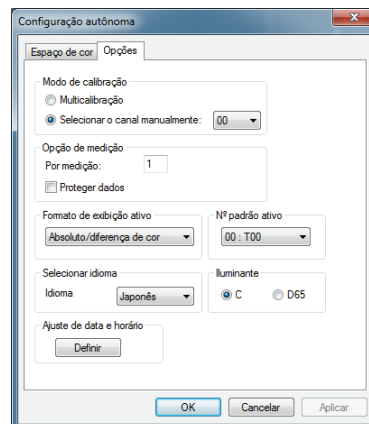 Configuração autônoma
Espaço de cor Opções
Modo de calibração
Multicalibração
Selecionar o canal manualmente: 00
Opção de medição
Por medição: 1
Proteger dados
Formato de exibição ativo Nº padrão ativo
Absoluto/diferença de cor 00 : T00
Selecionar idioma Iluminante
Idioma Japonês C D65
Ajuste de data e horário
Definir
OK Cancelar Aplicar